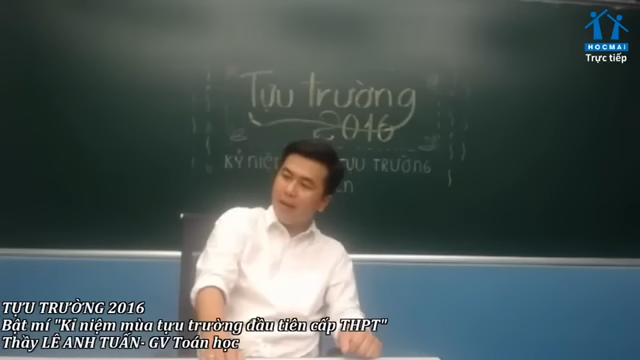 HOCMAI
Trực tiếp
Tựu trường
2016
KỶ NIỆM TỰU TRƯỜNG
TỰU TRƯỜNG 2016
Bật mí "Kỉ niệm mùa tựu trường đầu tiên cấp THPT"
Thầy LÊ ANH TUẤN- GV Toán học